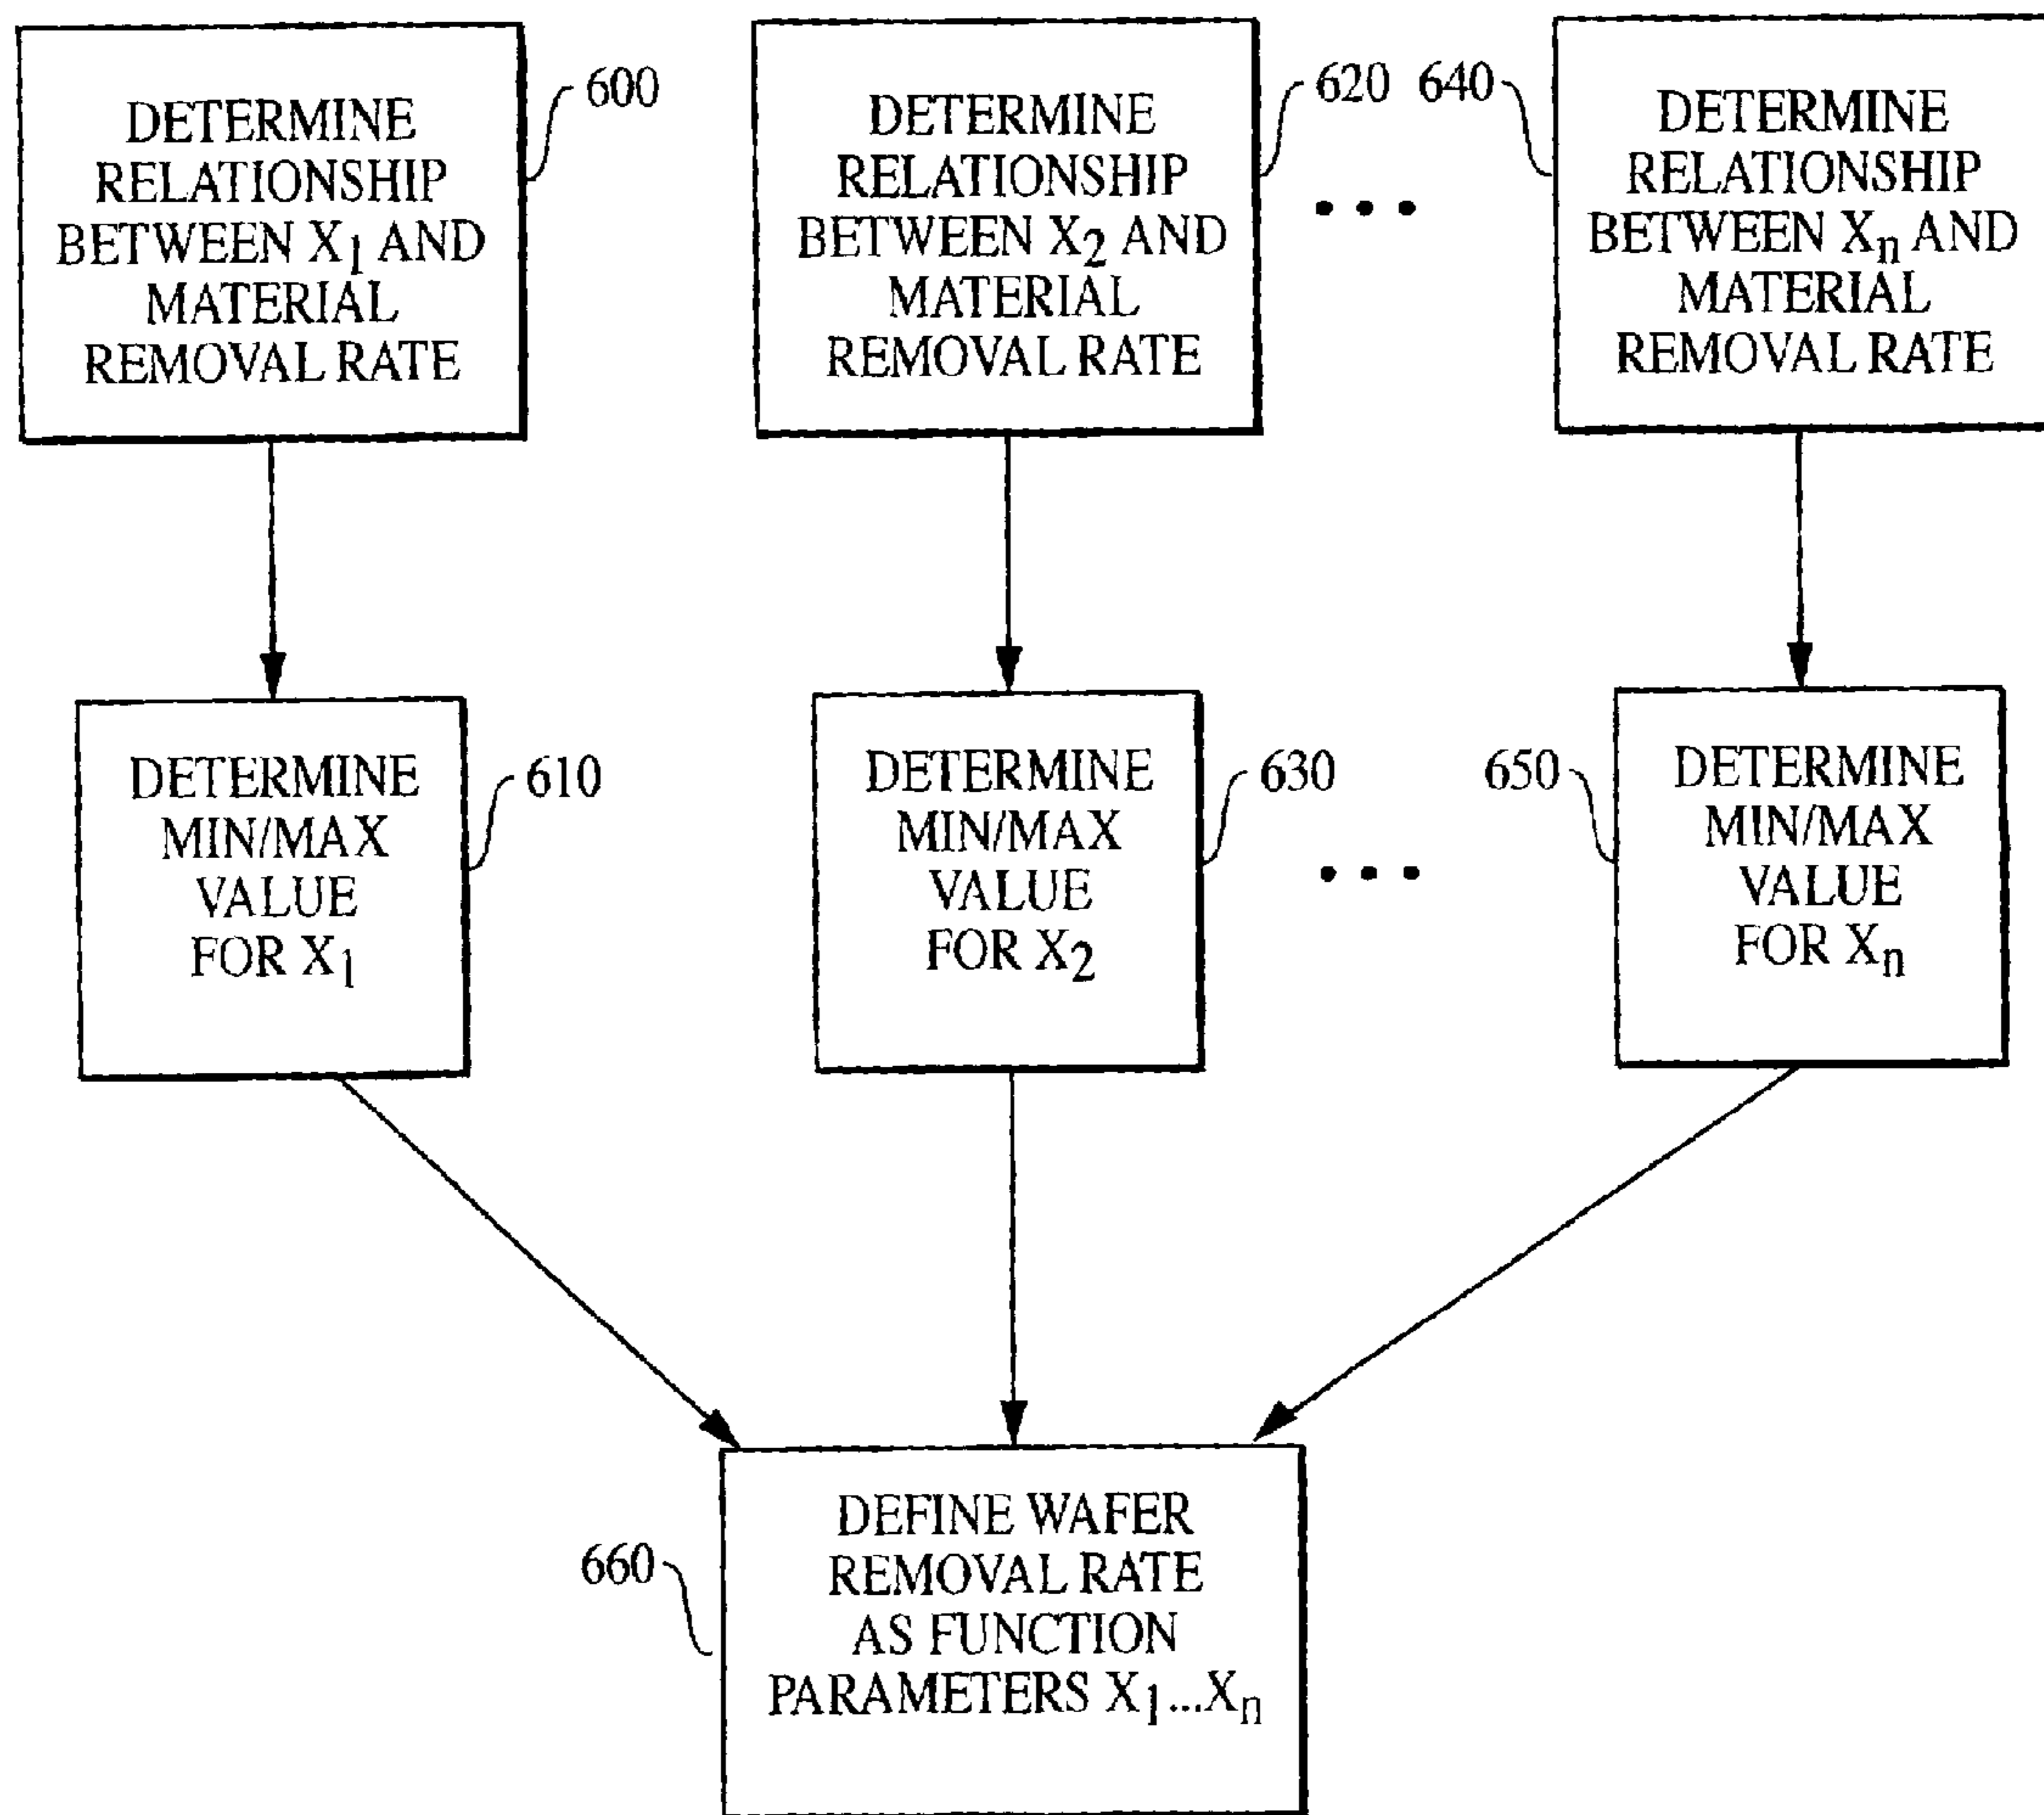 DETERMINE
RELATIONSHIP
BETWEEN X₁ AND
MATERIAL
REMOVAL RATE
600
DETERMINE
RELATIONSHIP
BETWEEN X₂ AND
MATERIAL
REMOVAL RATE
620
• • •
640
DETERMINE
RELATIONSHIP
BETWEEN Xₙ AND
MATERIAL
REMOVAL RATE
DETERMINE
MIN/MAX
VALUE
FOR X₁
610
DETERMINE
MIN/MAX
VALUE
FOR X₂
630
• • •
650
DETERMINE
MIN/MAX
VALUE
FOR Xₙ
660
DEFINE WAFER
REMOVAL RATE
AS FUNCTION
PARAMETERS X₁...Xₙ